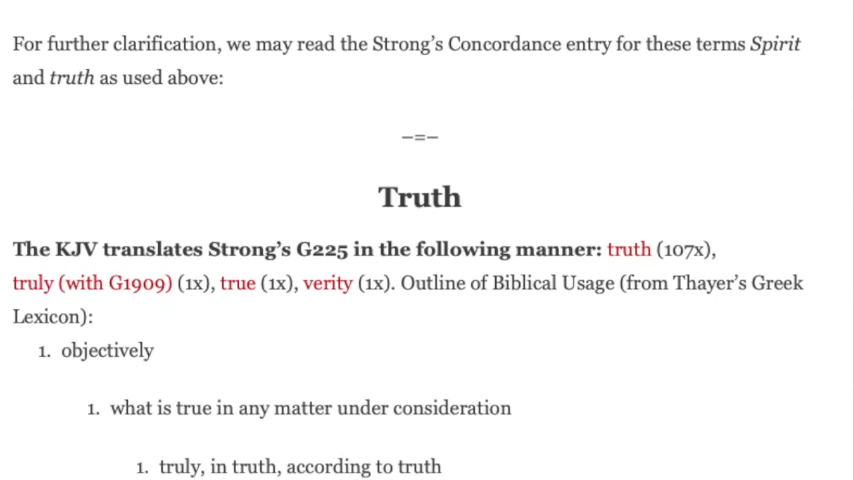 For further clarification, we may read the Strong’s Concordance entry for these terms Spirit
and truth as used above:
–=–
Truth
The KJV translates Strong’s G225 in the following manner: truth (107x),
truly (with G1909) (1x), true (1x), verity (1x). Outline of Biblical Usage (from Thayer’s Greek
Lexicon):
1. objectively
1. what is true in any matter under consideration
1. truly, in truth, according to truth